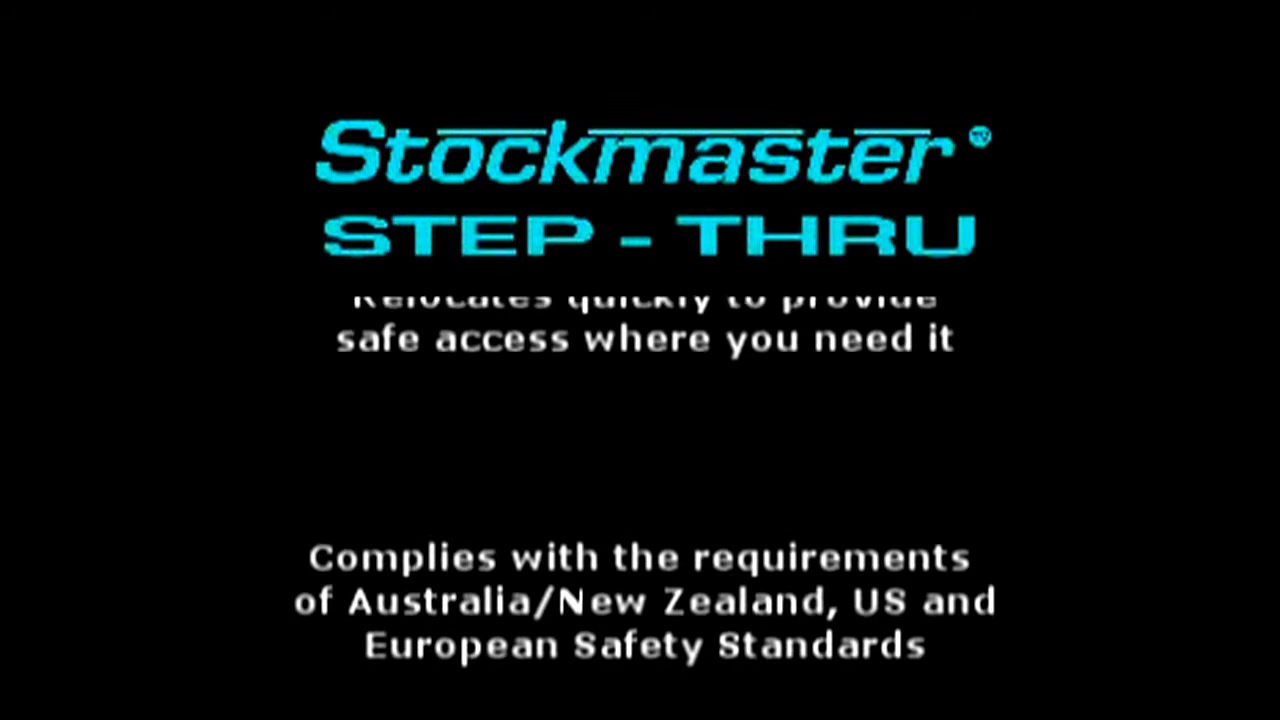 Stockmaster®
STEP - THRU
Relocates quickly to provide
safe access where you need it
Complies with the requirements
of Australia/New Zealand, US and
European Safety Standards